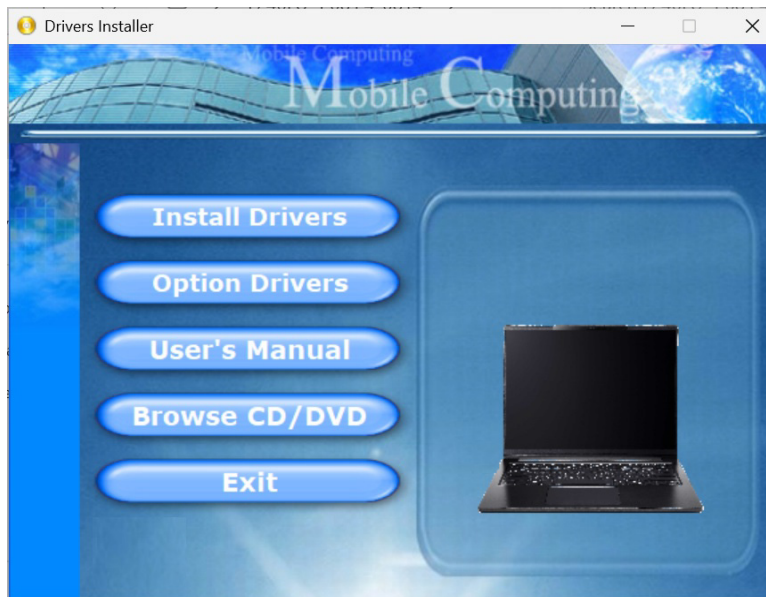 Drivers Installer
Mobile Computing
Mobile Computing
Install Drivers
Option Drivers
User's Manual
Browse CD/DVD
Exit